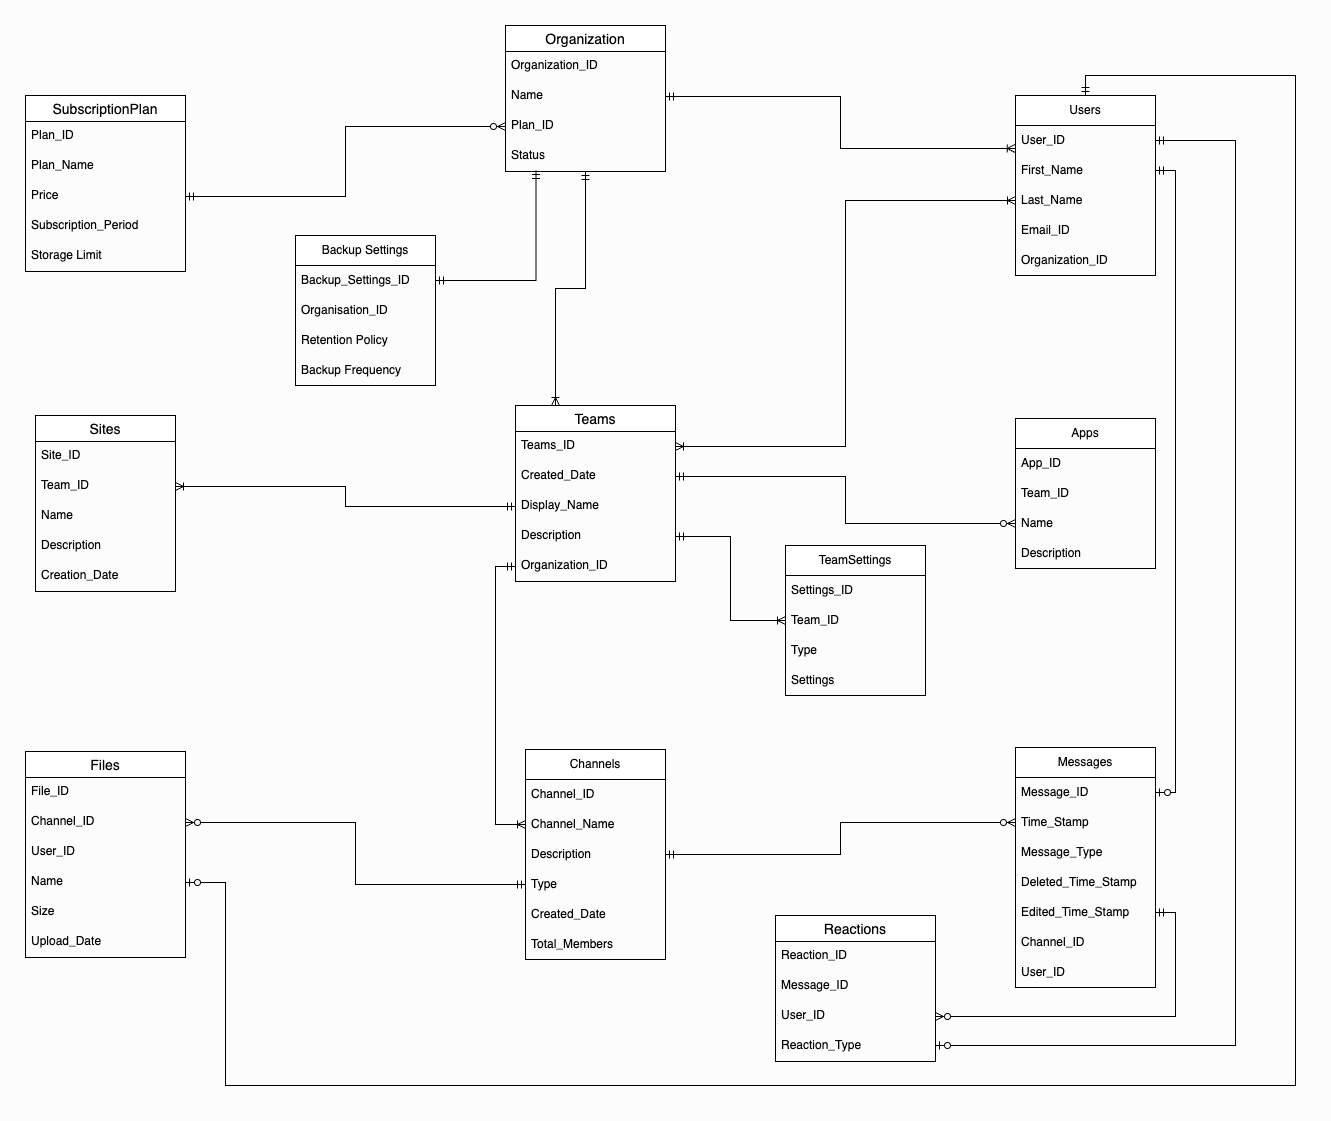 Organization
Organization_ID
Name
Plan_ID
Status
SubscriptionPlan
Plan_ID
Plan_Name
Price
Subscription_Period
Storage Limit
Users
User_ID
First_Name
Last_Name
Email_ID
Organization_ID
Backup Settings
Backup_Settings_ID
Organisation_ID
Retention Policy
Backup Frequency
Sites
Site_ID
Team_ID
Name
Description
Creation_Date
Teams
Teams_ID
Created_Date
Display_Name
Description
Organization_ID
Apps
App_ID
Team_ID
Name
Description
TeamSettings
Settings_ID
Team_ID
Type
Settings
Files
File_ID
Channel_ID
User_ID
Name
Size
Upload_Date
Channels
Channel_ID
Channel_Name
Description
Type
Created_Date
Total_Members
Messages
Message_ID
Time_Stamp
Message_Type
Deleted_Time_Stamp
Edited_Time_Stamp
Channel_ID
User_ID
Reactions
Reaction_ID
Message_ID
User_ID
Reaction_Type